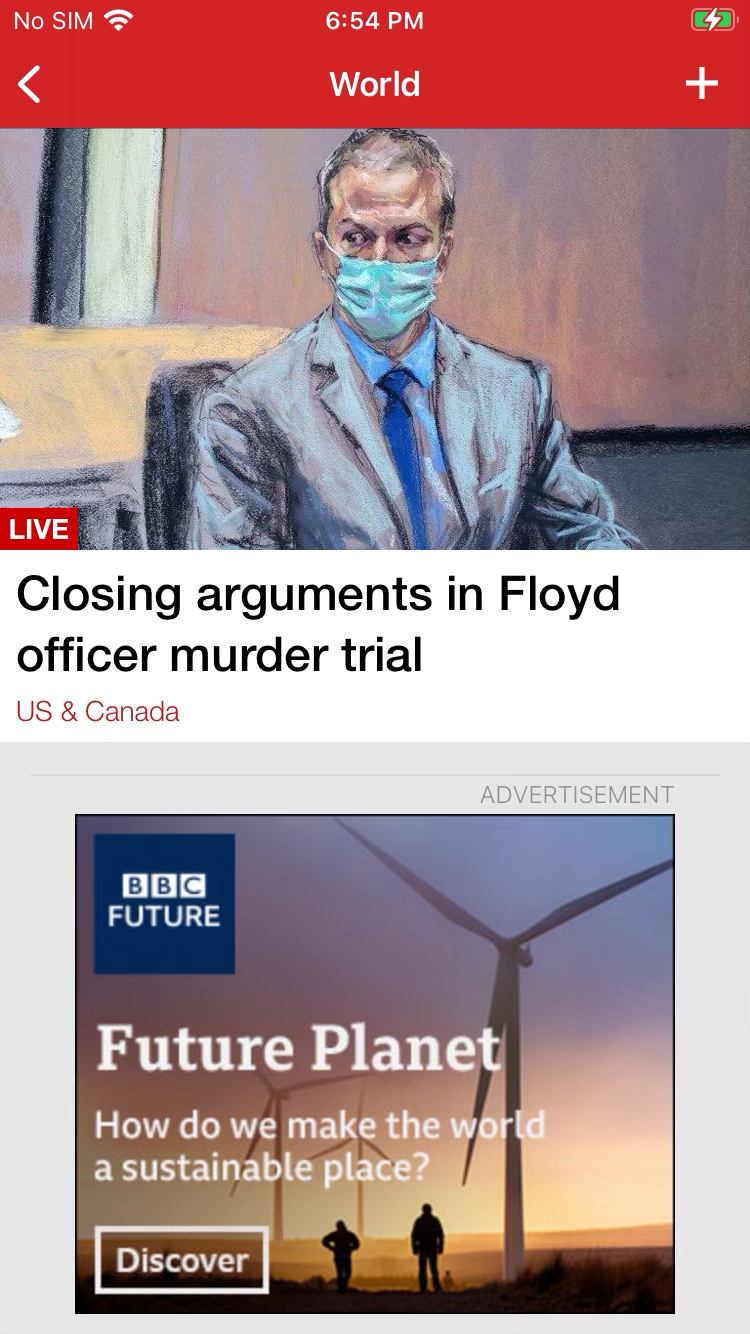 No SIM 6:54 PM
World
LIVE
Closing arguments in Floyd
officer murder trial
US & Canada
ADVERTISEMENT
BBC
FUTURE
Future Planet
How do we make the world
a sustainable place?
Discover